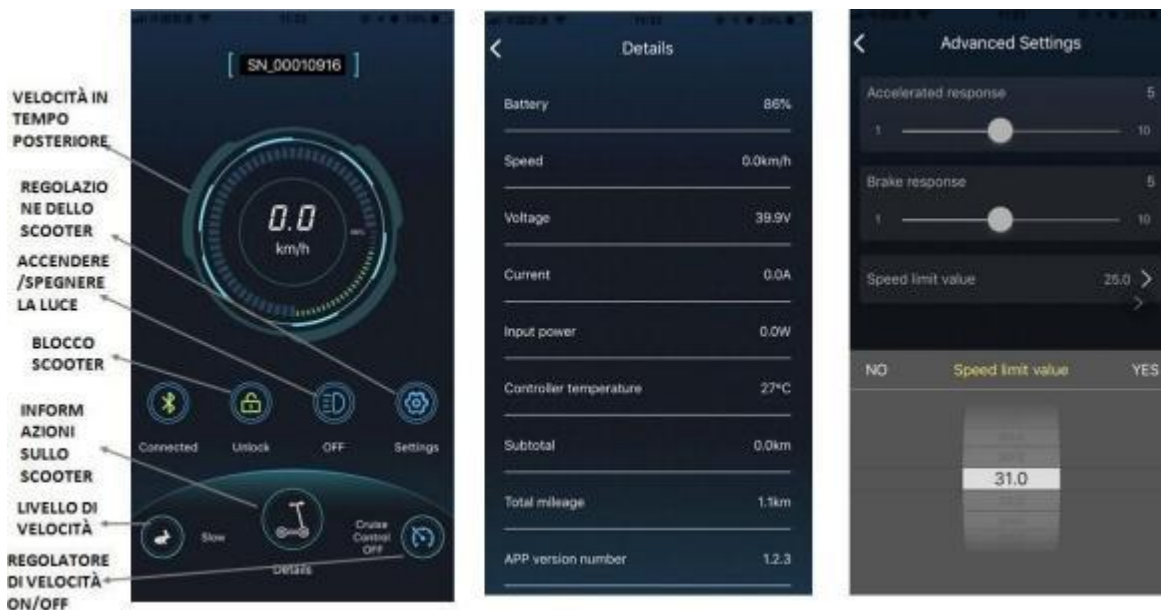 SN_00010916
VELOCITÀ IN
TEMPO
POSTERIORE
REGOLAZIO
NE DELLO
SCOOTER
ACCENDERE
/SPEGNERE
LA LUCE
BLOCCO
SCOOTER
INFORM
AZIONI
SULLO
SCOOTER
LIVELLO DI
VELOCITÀ
REGOLATORE
DI VELOCITÀ
ON/OFF
0.0
km/h
Connected
Unlock
OFF
Settings
Slow
Cruise
Control
OFF
Details
Details
Battery 86%
Speed 0.0km/h
Voltage 39.9V
Current 0.0A
Input power 0.0W
Controller temperature 27°C
Subtotal 0.0km
Total mileage 1.1km
APP version number 1.2.3
Advanced Settings
Accelerated response 5
1 10
Brake response 5
1 10
Speed limit value 25.0 >
>
NO Speed limit value YES
31.0